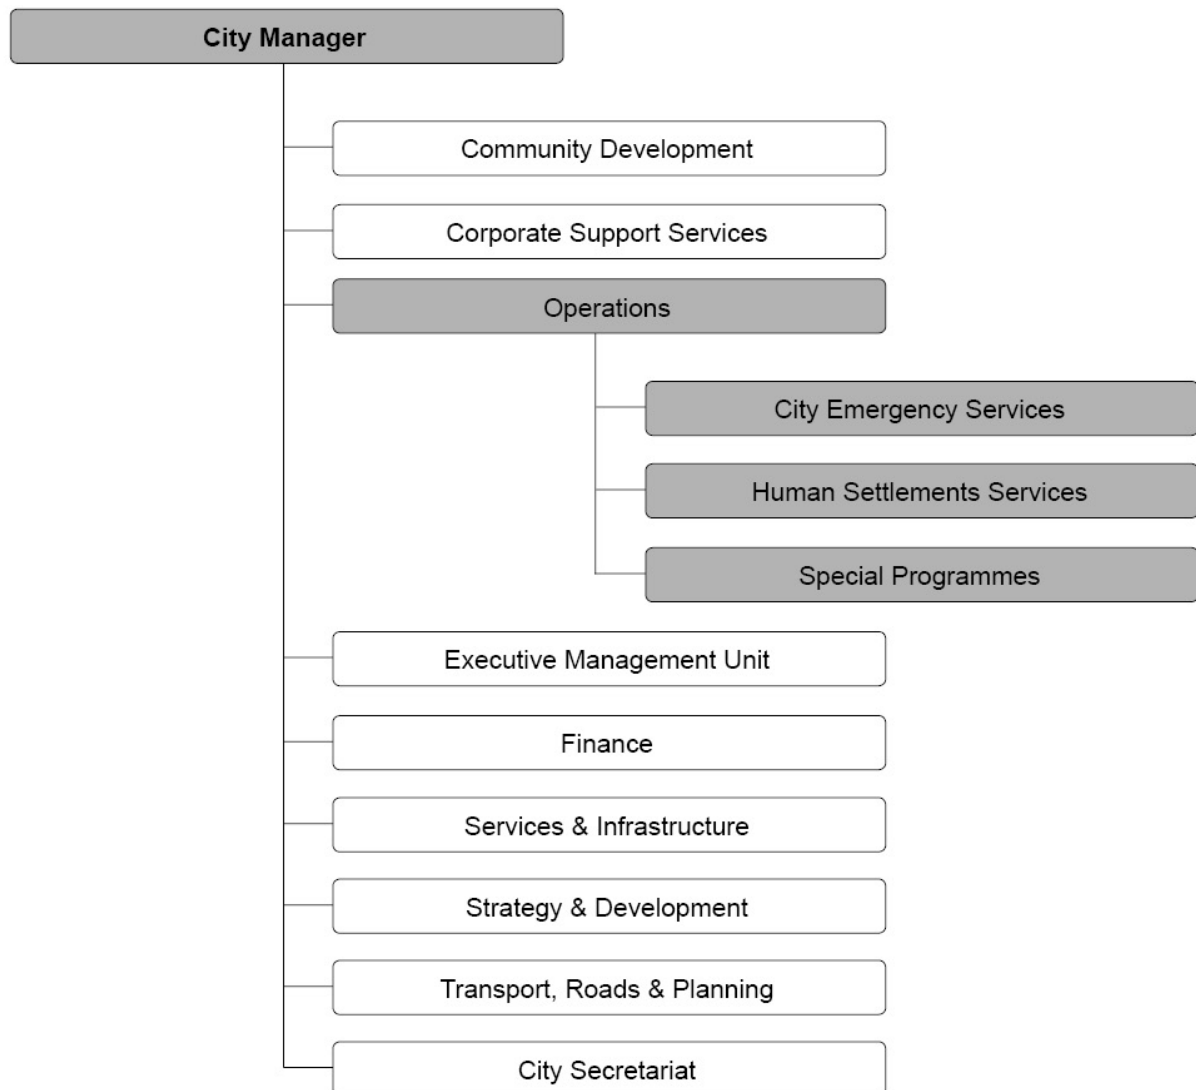 City Manager
Community Development
Corporate Support Services
Operations
City Emergency Services
Human Settlements Services
Special Programmes
Executive Management Unit
Finance
Services & Infrastructure
Strategy & Development
Transport, Roads & Planning
City Secretariat